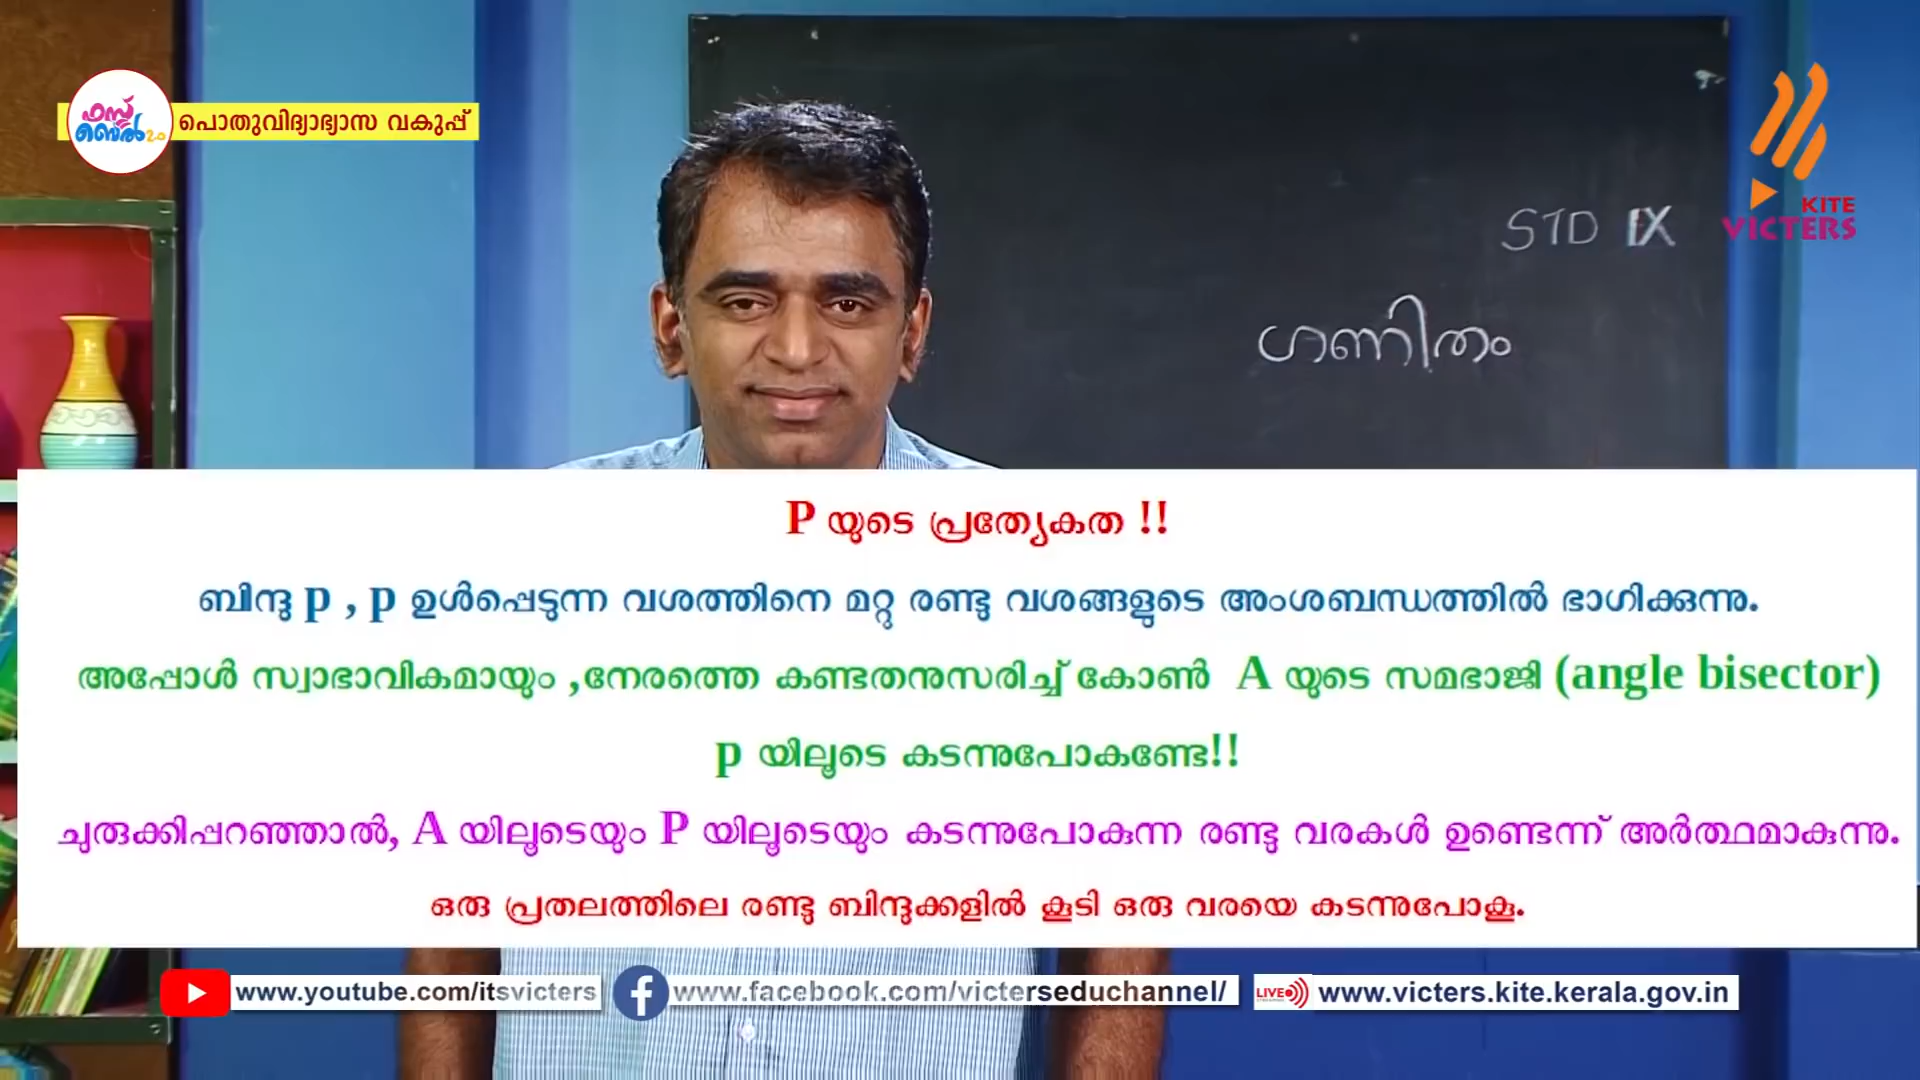 ഫസ്റ്റ്
ബെൽ 2.0
പൊതുവിദ്യാഭ്യാസ വകുപ്പ്
KITE
VICTERS
STD IX
ഗണിതം
P യുടെ പ്രത്യേകത !!
ബിന്ദു p , p ഉൾപ്പെടുന്ന വശത്തിനെ മറ്റു രണ്ടു വശങ്ങളുടെ അംശബന്ധത്തിൽ ഭാഗിക്കുന്നു.
അപ്പോൾ സ്വാഭാവികമായും ,നേരത്തെ കണ്ടതനുസരിച്ച് കോൺ A യുടെ സമഭാജി (angle bisector)
p യിലൂടെ കടന്നുപോകണ്ടേ!!
ചുരുക്കിപ്പറഞ്ഞാൽ, A യിലൂടെയും P യിലൂടെയും കടന്നുപോകുന്ന രണ്ടു വരകൾ ഉണ്ടെന്ന് അർത്ഥമാകുന്നു.
ഒരു പ്രതലത്തിലെ രണ്ടു ബിന്ദുക്കളിൽ കൂടി ഒരു വരയെ കടന്നുപോകൂ.
www.youtube.com/itsvicters
www.facebook.com/victerseduchannel/
LIVE
www.victers.kite.kerala.gov.in